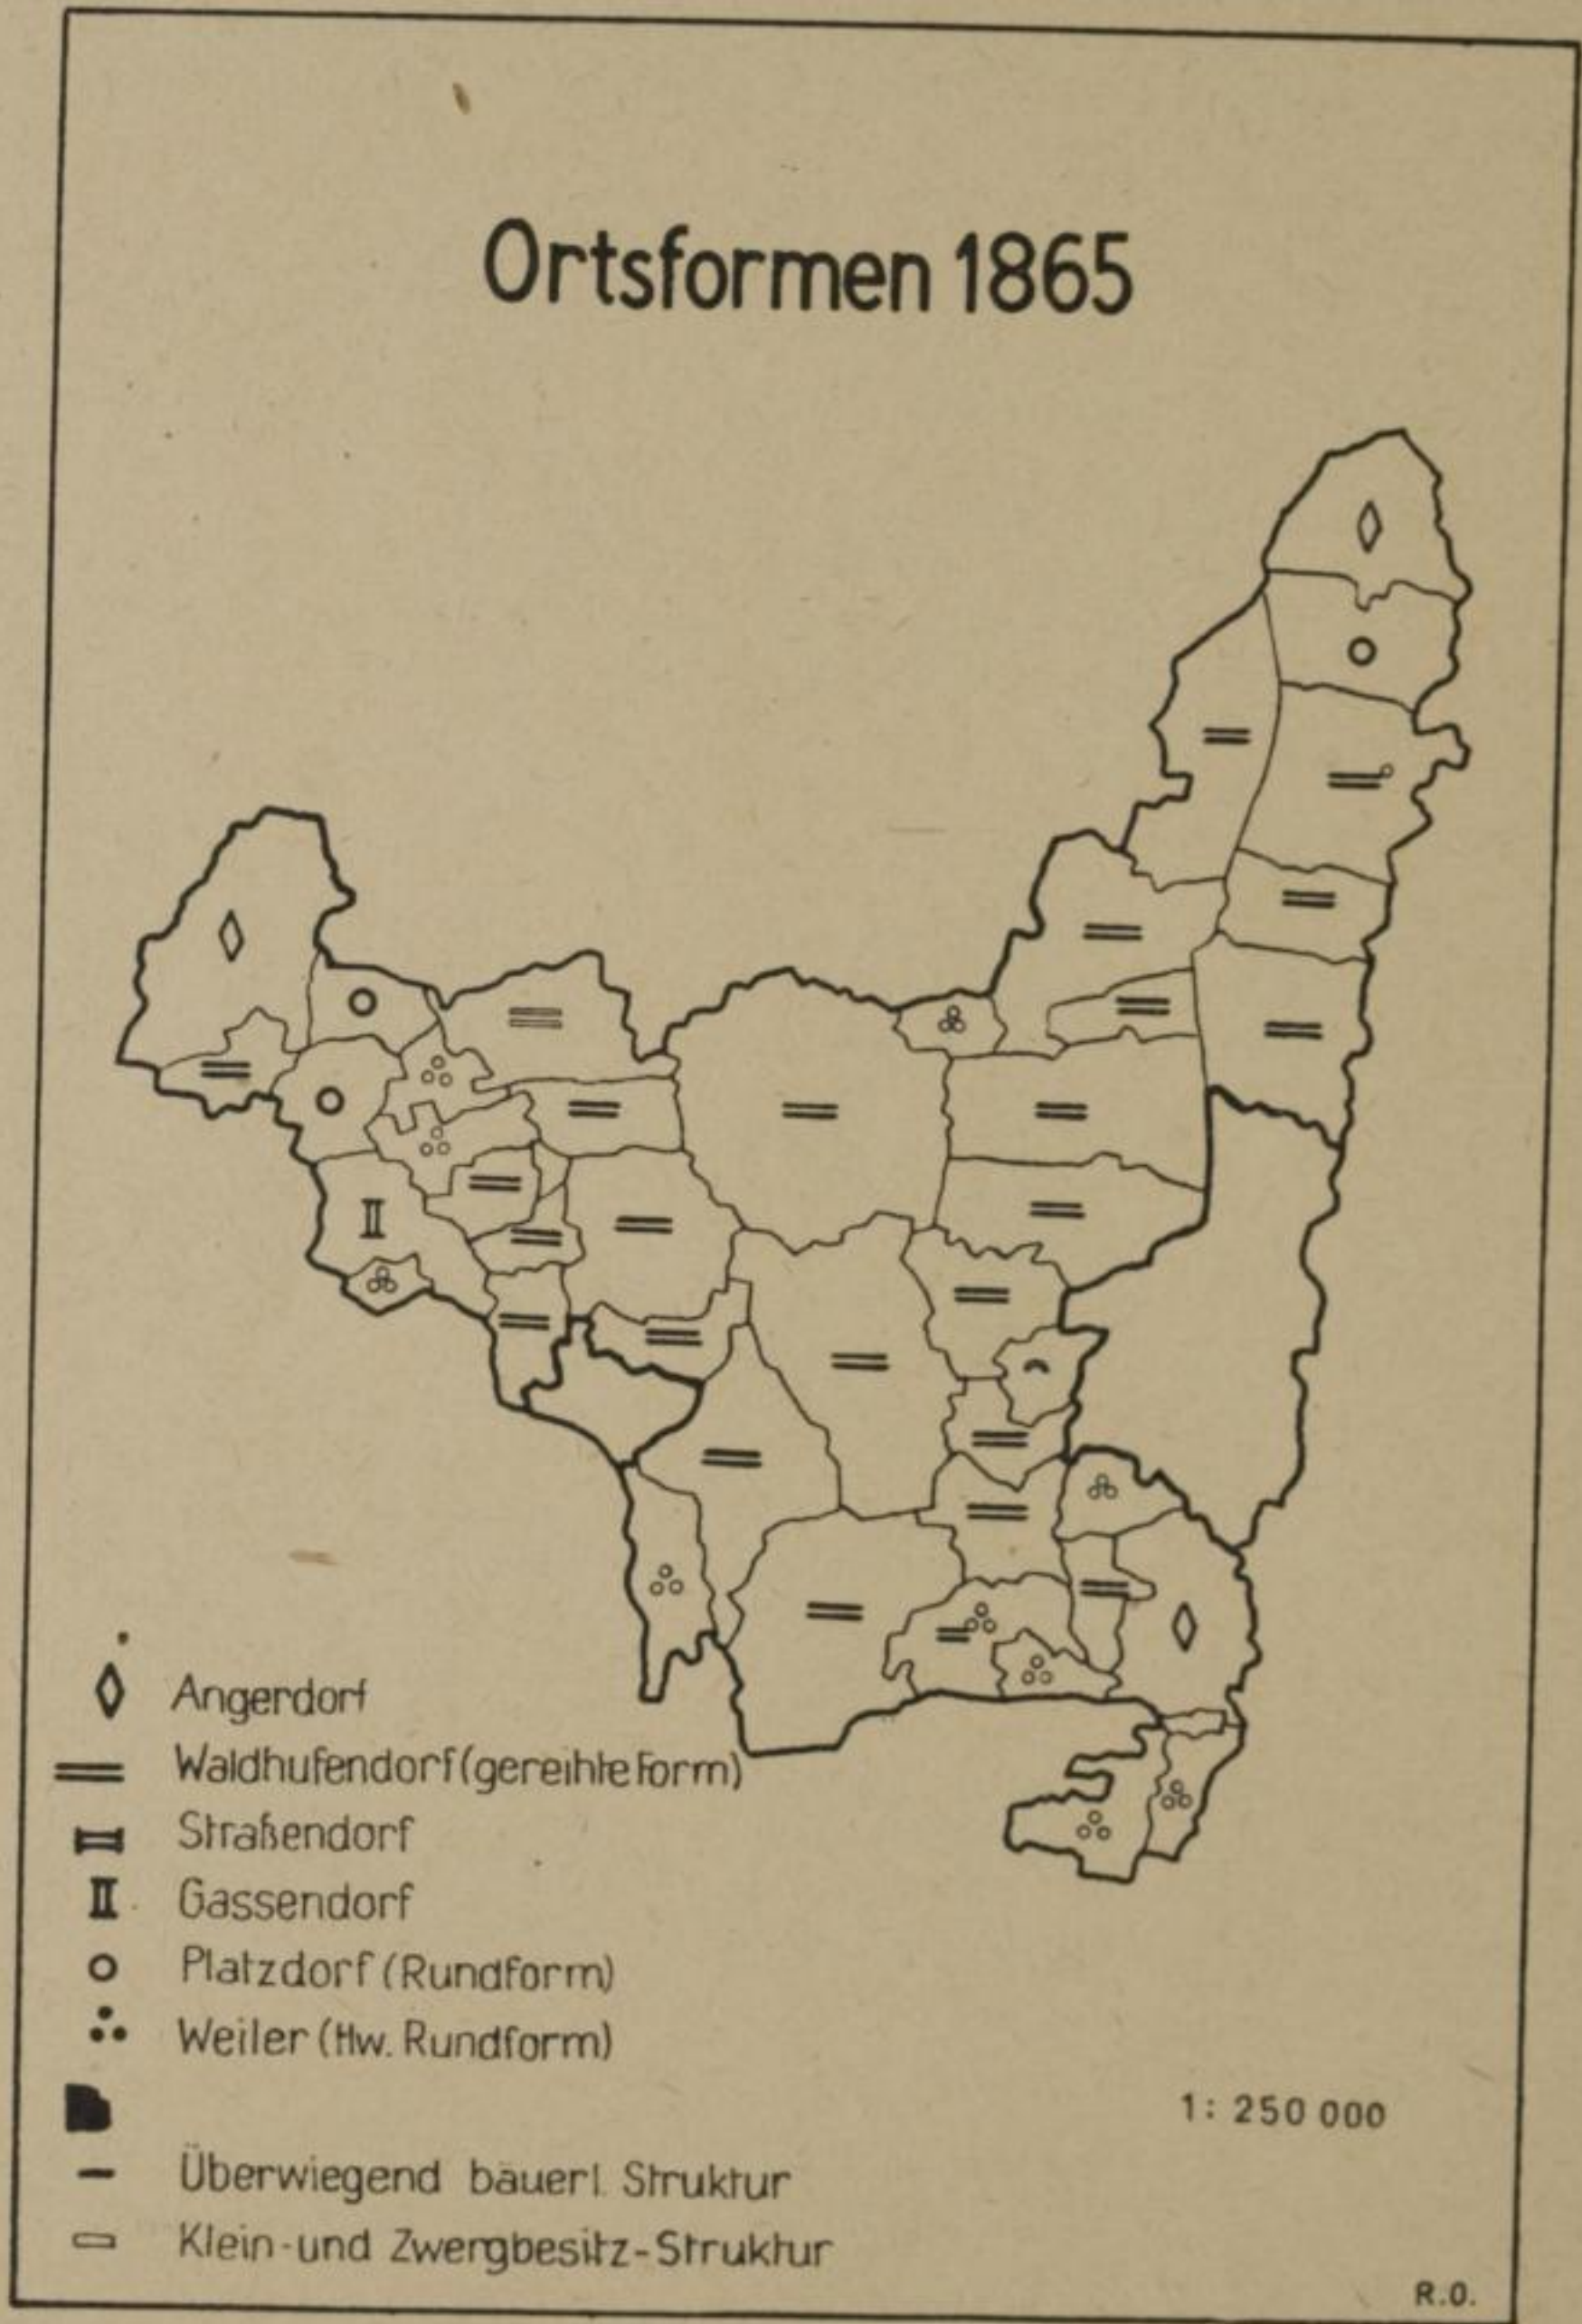 Ortsformen 1865
Angerdorf
Waldhufendorf (gereihte Form)
Straßendorf
Gassendorf
Platzdorf (Rundform)
Weiler (Hw. Rundform)
1: 250 000
Überwiegend bäuerl. Struktur
Klein-und Zwergbesitz-Struktur
R.O.